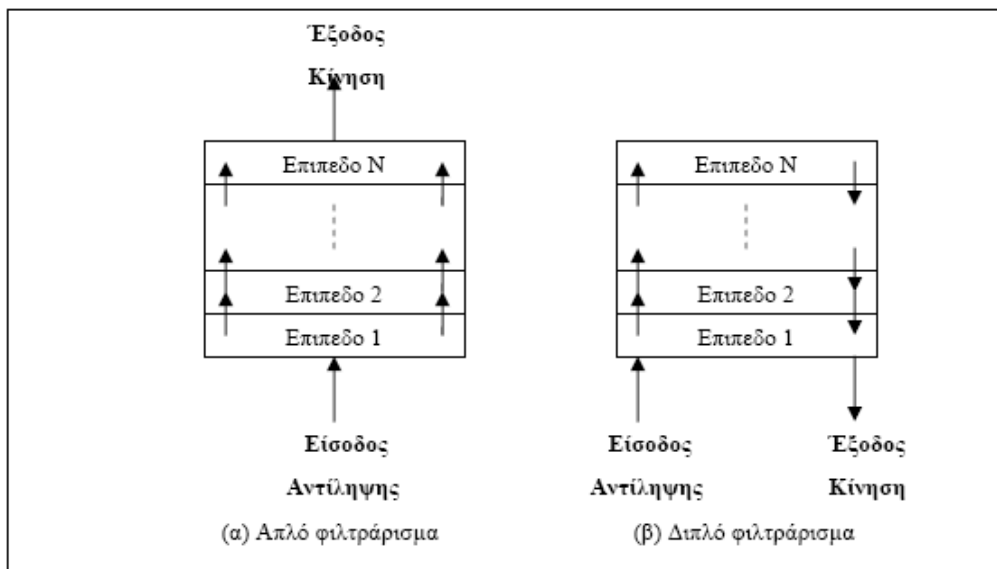 Έξοδος
Κίνηση
Επιπεδο Ν
Επιπεδο 2
Επιπεδο 1
Είσοδος
Αντίληψης
(α) Απλό φιλτράρισμα
Επιπεδο Ν
Επιπεδο 2
Επιπεδο 1
Είσοδος
Αντίληψης
Έξοδος
Κίνηση
(β) Διπλό φιλτράρισμα